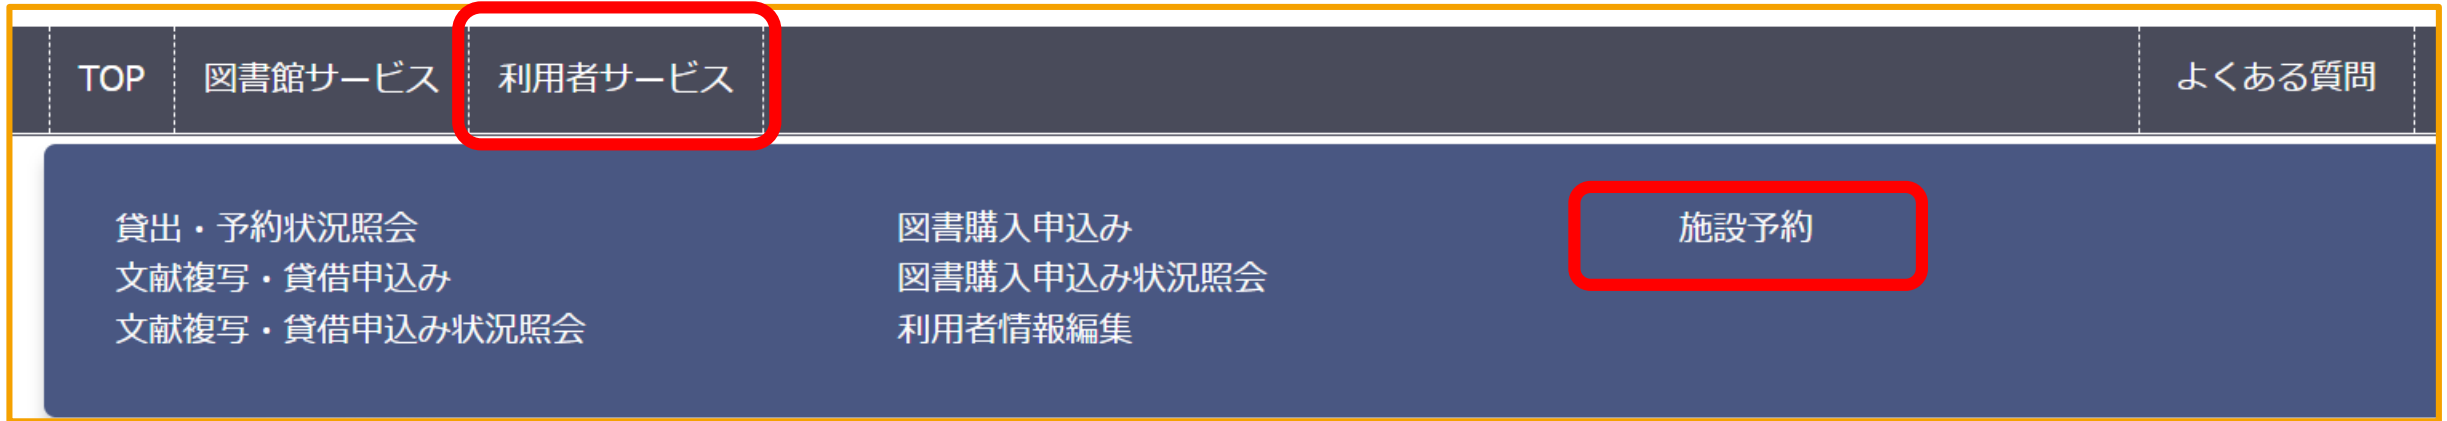 TOP 図書館サービス 利用者サービス よくある質問
貸出・予約状況照会
文献複写・貸借申込み
文献複写・貸借申込み状況照会
図書購入申込み
図書購入申込み状況照会
利用者情報編集
施設予約